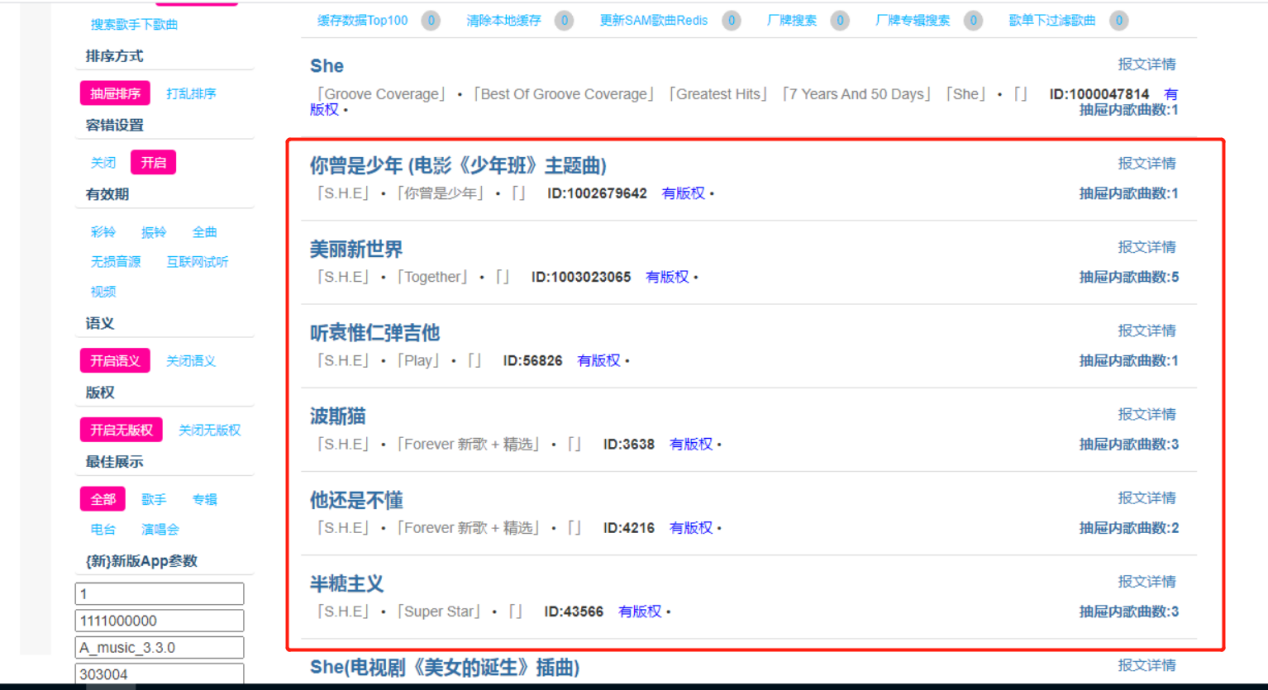 缓存数据Top100 0 清除本地缓存 0 更新SAM歌曲Redis 0 厂牌搜索 0 厂牌专辑搜索 0 歌单下过滤歌曲 0
搜索歌手下歌曲
排序方式
抽屉排序 打乱排序
容错设置
关闭 开启
有效期
彩铃 振铃 全曲
无损音源 互联网试听
视频
语义
开启语义 关闭语义
版权
开启无版权 关闭无版权
最佳展示
全部 歌手 专辑
电台 演唱会
{新}新版App参数
1
1111000000
A_music_3.3.0
303004
She 报文详情
「Groove Coverage」 • 「Best Of Groove Coverage」 「Greatest Hits」 「7 Years And 50 Days」 「She」 • 「」 ID:1000047814 有
版权 • 抽屉内歌曲数:1
你曾是少年 (电影《少年班》主题曲) 报文详情
「S.H.E」 • 「你曾是少年」 • 「」 ID:1002679642 有版权 • 抽屉内歌曲数:1
美丽新世界 报文详情
「S.H.E」 • 「Together」 • 「」 ID:1003023065 有版权 • 抽屉内歌曲数:5
听袁惟仁弹吉他 报文详情
「S.H.E」 • 「Play」 • 「」 ID:56826 有版权 • 抽屉内歌曲数:1
波斯猫 报文详情
「S.H.E」 • 「Forever 新歌 + 精选」 • 「」 ID:3638 有版权 • 抽屉内歌曲数:3
他还是不懂 报文详情
「S.H.E」 • 「Forever 新歌 + 精选」 • 「」 ID:4216 有版权 • 抽屉内歌曲数:2
半糖主义 报文详情
「S.H.E」 • 「Super Star」 • 「」 ID:43566 有版权 • 抽屉内歌曲数:3
She(电视剧《美女的诞生》插曲) 报文详情